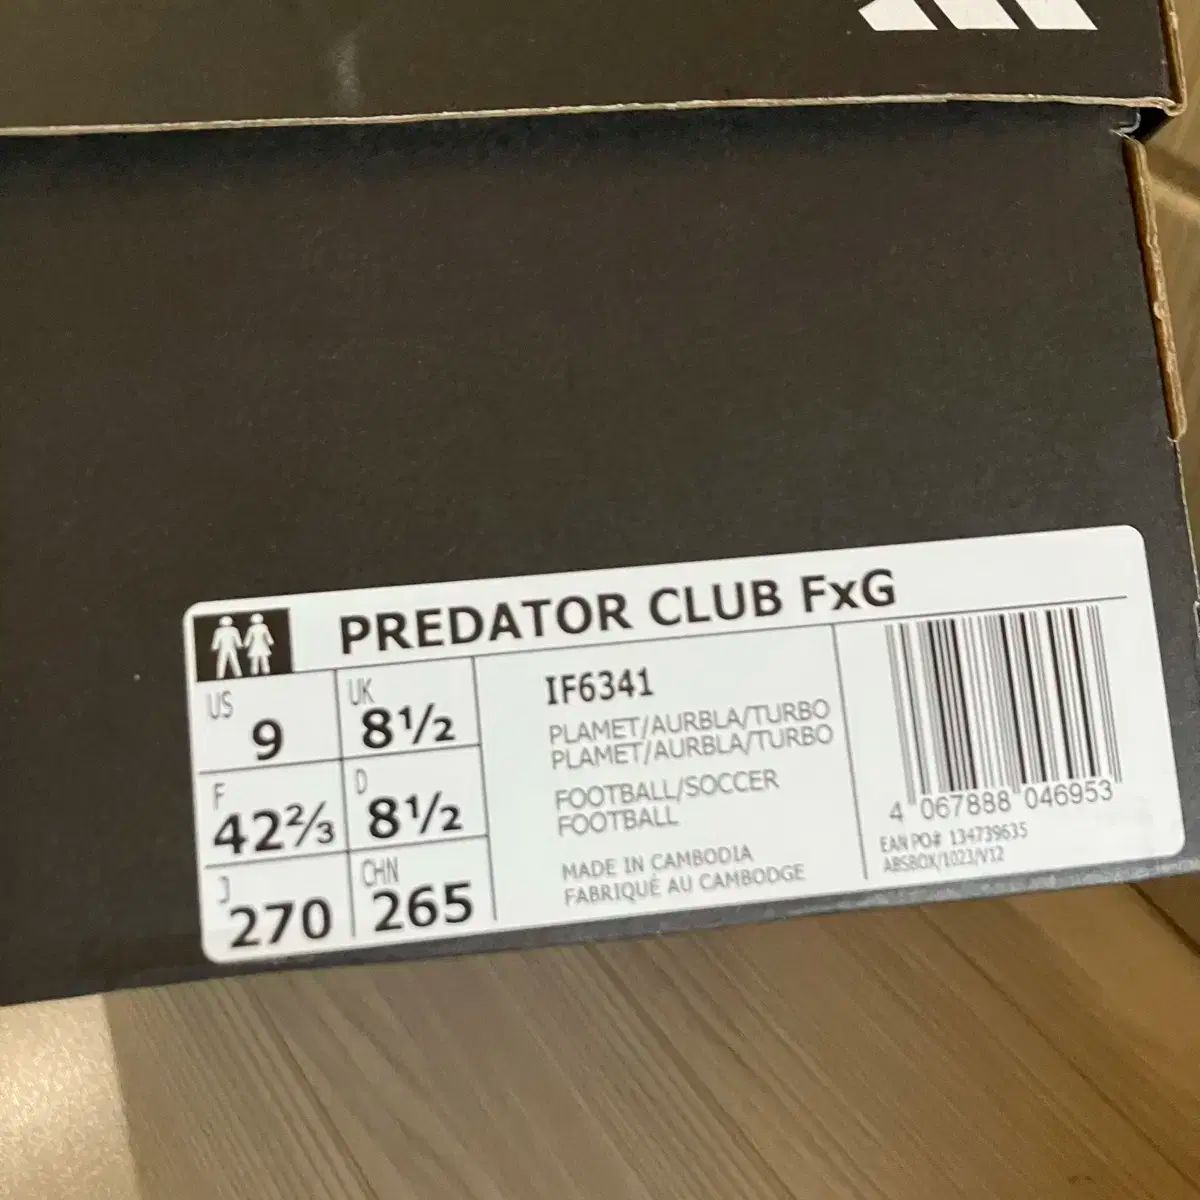 PREDATOR CLUB FxG
US 9
UK 8½
F 42⅔
D 8½
J 270
CHN 265
IF6341
PLAMET/AURBLA/TURBO
PLAMET/AURBLA/TURBO
FOOTBALL/SOCCER
FOOTBALL
MADE IN CAMBODIA
FABRIQUÉ AU CAMBODGE
4 067888 046953
EAN PO# 134739635
ABSBOX/1023/V12